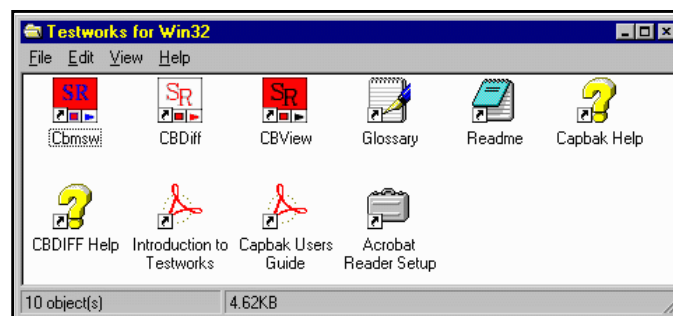 Testworks for Win32
File Edit View Help
SR SR SR
Cbmsw CBDiff CBView Glossary Readme Capbak Help
CBDIFF Help Introduction to Testworks Capbak Users Guide Acrobat Reader Setup
10 object(s) 4.62KB